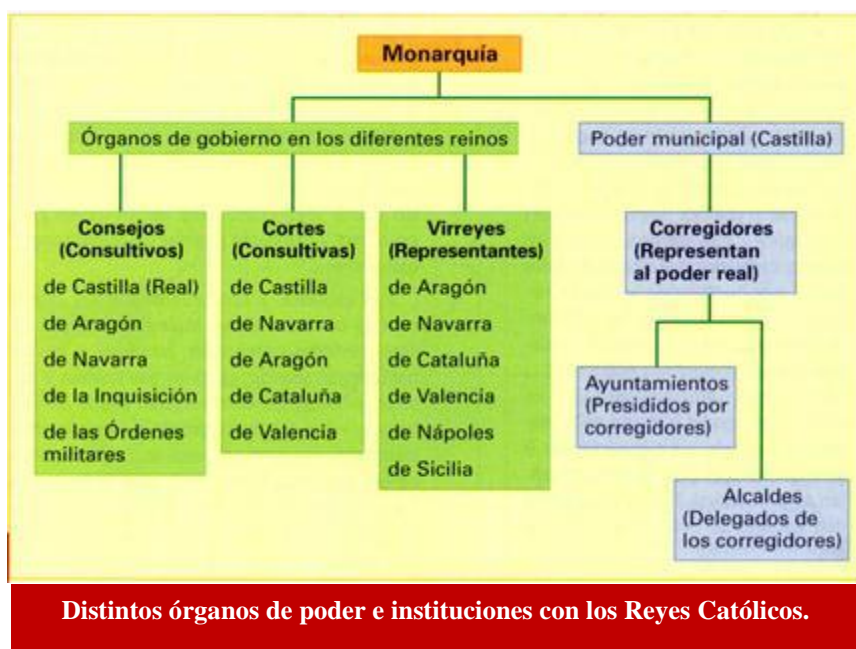 Monarquía
Órganos de gobierno en los diferentes reinos
Poder municipal (Castilla)
Consejos
(Consultivos)
de Castilla (Real)
de Aragón
de Navarra
de la Inquisición
de las Órdenes
militares
Cortes
(Consultivas)
de Castilla
de Navarra
de Aragón
de Cataluña
de Valencia
Virreyes
(Representantes)
de Aragón
de Navarra
de Cataluña
de Valencia
de Nápoles
de Sicilia
Corregidores
(Representan
al poder real)
Ayuntamientos
(Presididos por
corregidores)
Alcaldes
(Delegados de
los corregidores)
Distintos órganos de poder e instituciones con los Reyes Católicos.